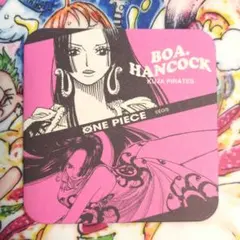 BOA.
HANCOCK
KUJA PIRATES
ONE PIECE